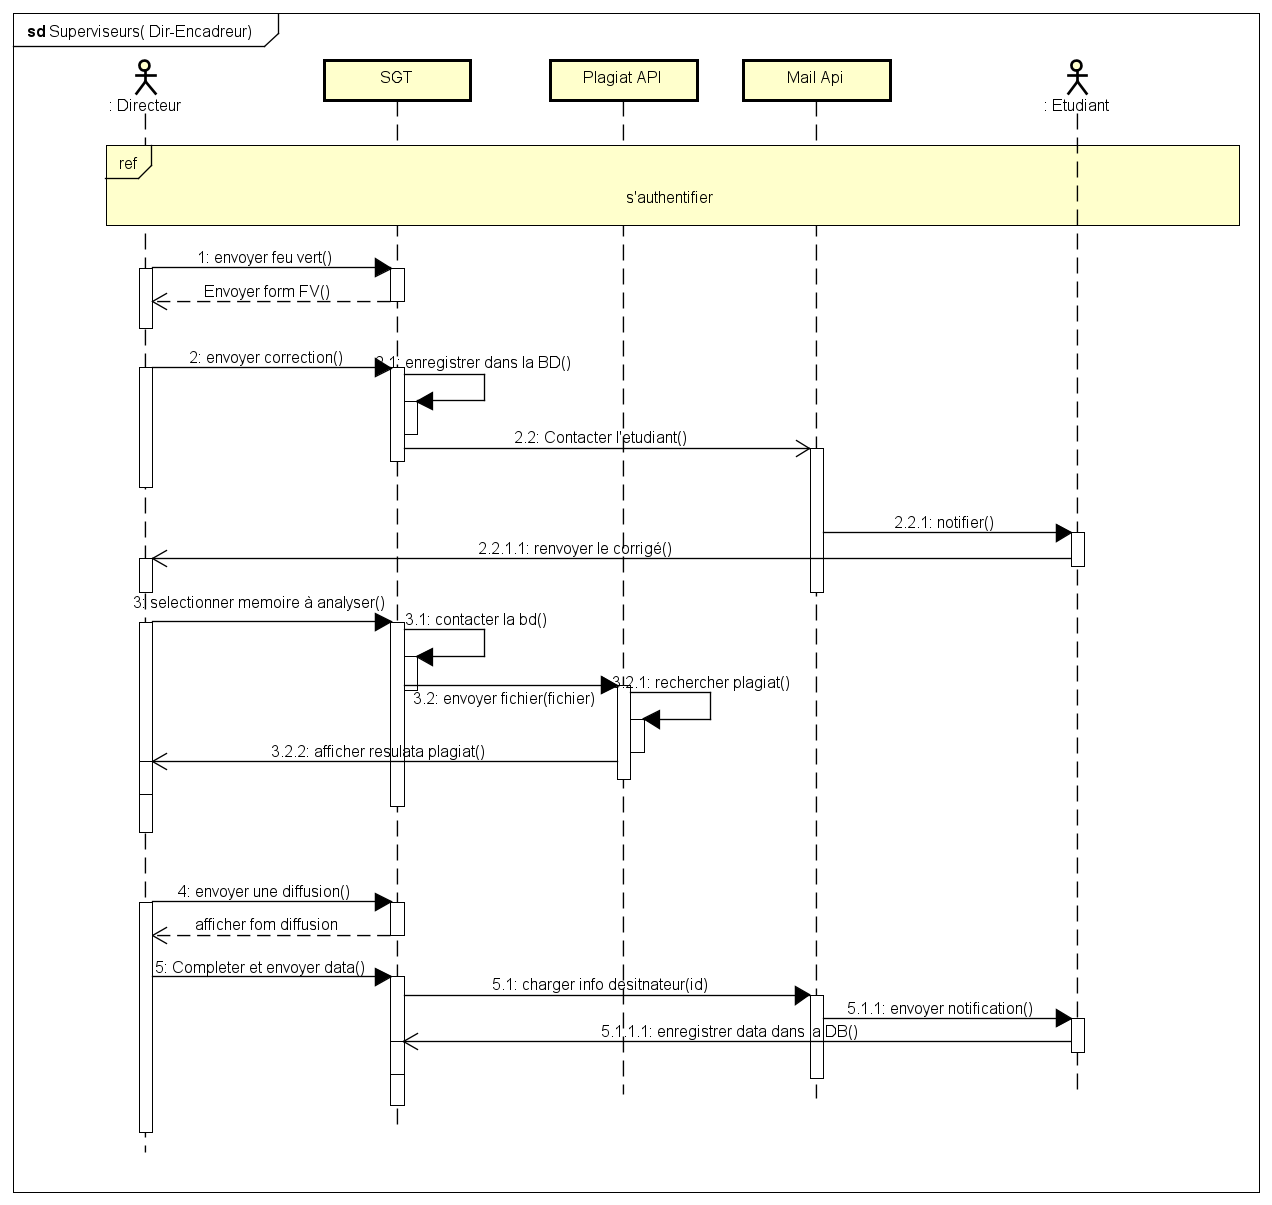 sd Superviseurs( Dir-Encadreur)
SGT
Plagiat API
Mail Api
: Directeur
: Etudiant
ref
s'authentifier
1: envoyer feu vert()
Envoyer form FV()
2: envoyer correction()
2.1: enregistrer dans la BD()
2.2: Contacter l'etudiant()
2.2.1: notifier()
2.2.1.1: renvoyer le corrigé()
3: selectionner memoire à analyser()
3.1: contacter la bd()
3.2.1: rechercher plagiat()
3.2: envoyer fichier(fichier)
3.2.2: afficher resulata plagiat()
4: envoyer une diffusion()
afficher fom diffusion
5: Completer et envoyer data()
5.1: charger info desitnateur(id)
5.1.1: envoyer notification()
5.1.1.1: enregistrer data dans la DB()